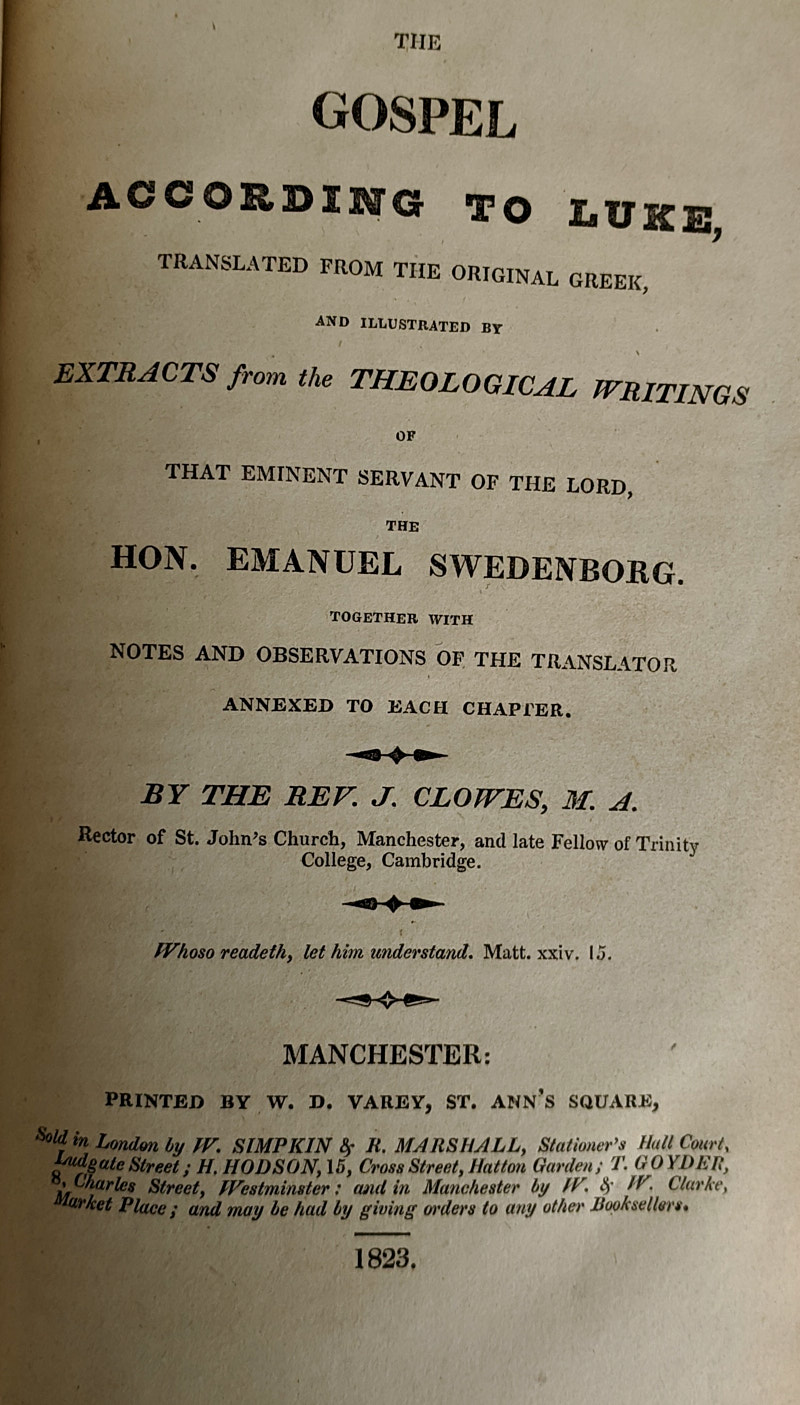 THE
GOSPEL
ACCORDING TO LUKE,
TRANSLATED FROM THE ORIGINAL GREEK,
AND ILLUSTRATED BY
EXTRACTS from the THEOLOGICAL WRITINGS
OF
THAT EMINENT SERVANT OF THE LORD,
THE
HON. EMANUEL SWEDENBORG.
TOGETHER WITH
NOTES AND OBSERVATIONS OF THE TRANSLATOR
ANNEXED TO EACH CHAPTER.
BY THE REV. J. CLOWES, M. A.
Rector of St. John's Church, Manchester, and late Fellow of Trinity
College, Cambridge.
Whoso readeth, let him understand. Matt. xxiv. 15.
MANCHESTER:
PRINTED BY W. D. VAREY, ST. ANN'S SQUARE,
Sold in London by W. SIMPKIN & R. MARSHALL, Stationer's Hall Court,
Ludgate Street; H. HODSON, 15, Cross Street, Hatton Garden; T. GOYDER,
8, Charles Street, Westminster: and in Manchester by W. & W. Clarke,
Market Place; and may be had by giving orders to any other Booksellers.
1823.